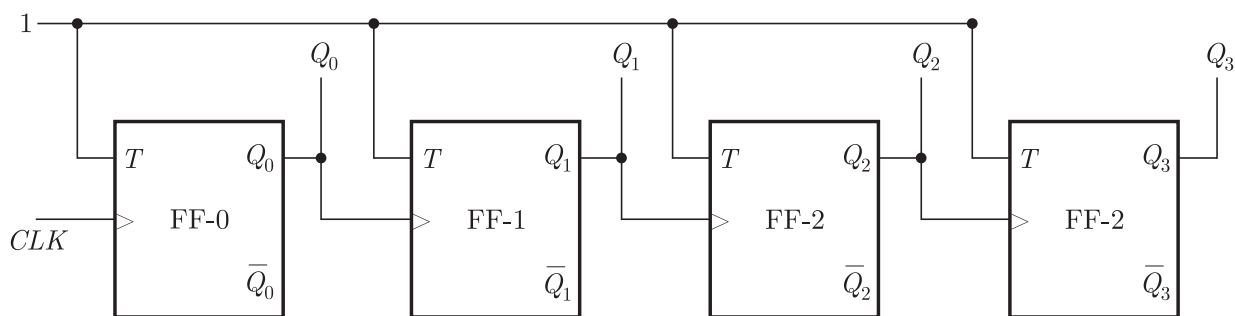 1
Q₀ Q₁ Q₂ Q₃
T Q₀ T Q₁ T Q₂ T Q₃
FF-0 FF-1 FF-2 FF-2
CLK
Q̅₀ Q̅₁ Q̅₂ Q̅₃